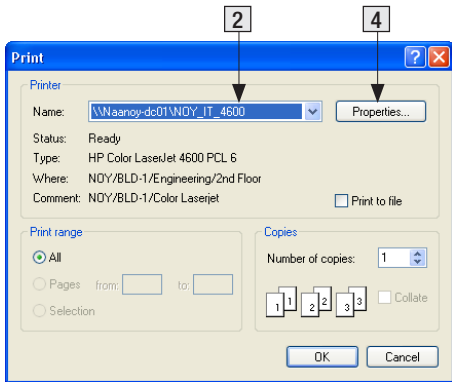 2 4
Print
Printer
Name: \\Naanoy-dc01\NOY_IT_4600 Properties...
Status: Ready
Type: HP Color LaserJet 4600 PCL 6
Where: NOY/BLD-1/Engineering/2nd Floor
Comment: NOY/BLD-1/Color Laserjet Print to file
Print range Copies
All Number of copies: 1
Pages from: to:
1 1 2 2 3 3 Collate
Selection
OK Cancel